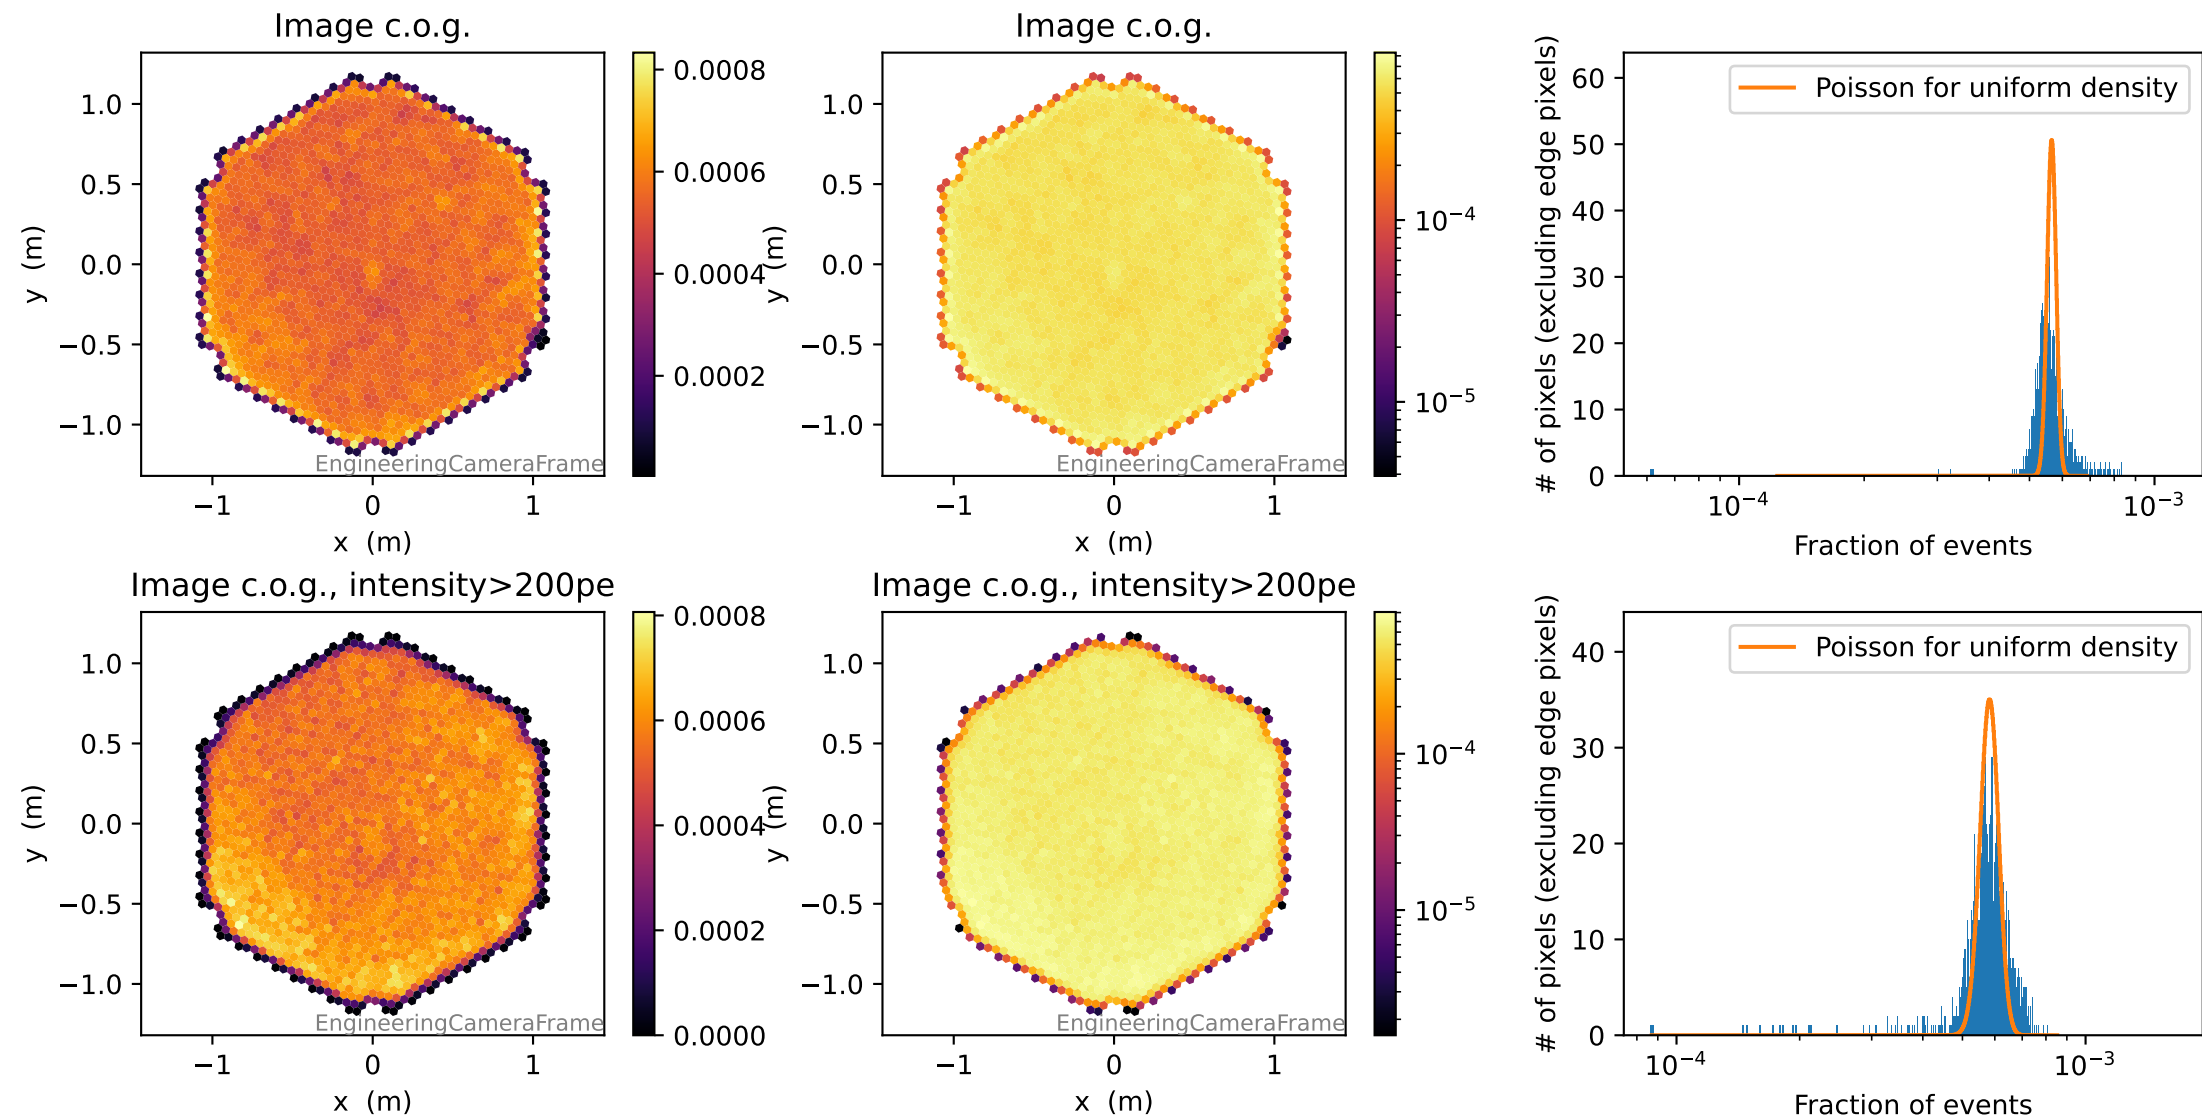 Image c.o.g.
1.0
0.5
0.0
−0.5
−1.0
y (m)
−1
0
1
x (m)
EngineeringCameraFrame
0.0008
0.0006
0.0004
0.0002
Image c.o.g.
1.0
0.5
0.0
−0.5
−1.0
y (m)
−1
0
1
x (m)
EngineeringCameraFrame
10⁻⁴
10⁻⁵
60
50
40
30
20
10
0
# of pixels (excluding edge pixels)
Poisson for uniform density
10⁻⁴
10⁻³
Fraction of events
Image c.o.g., intensity>200pe
1.0
0.5
0.0
−0.5
−1.0
y (m)
−1
0
1
x (m)
EngineeringCameraFrame
0.0008
0.0006
0.0004
0.0002
0.0000
Image c.o.g., intensity>200pe
1.0
0.5
0.0
−0.5
−1.0
y (m)
−1
0
1
x (m)
EngineeringCameraFrame
10⁻⁴
10⁻⁵
40
30
20
10
0
# of pixels (excluding edge pixels)
Poisson for uniform density
10⁻⁴
10⁻³
Fraction of events